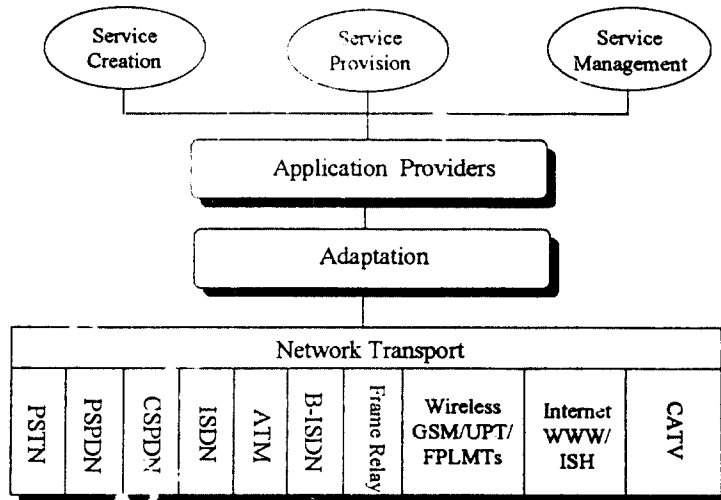 Service
Creation
Service
Provision
Service
Management
Application Providers
Adaptation
Network Transport
PSTN
PSPDN
CSPDN
ISDN
ATM
B-ISDN
Frame Relay
Wireless
GSM/UPT/
FPLMTs
Internet
WWW/
ISH
CATV